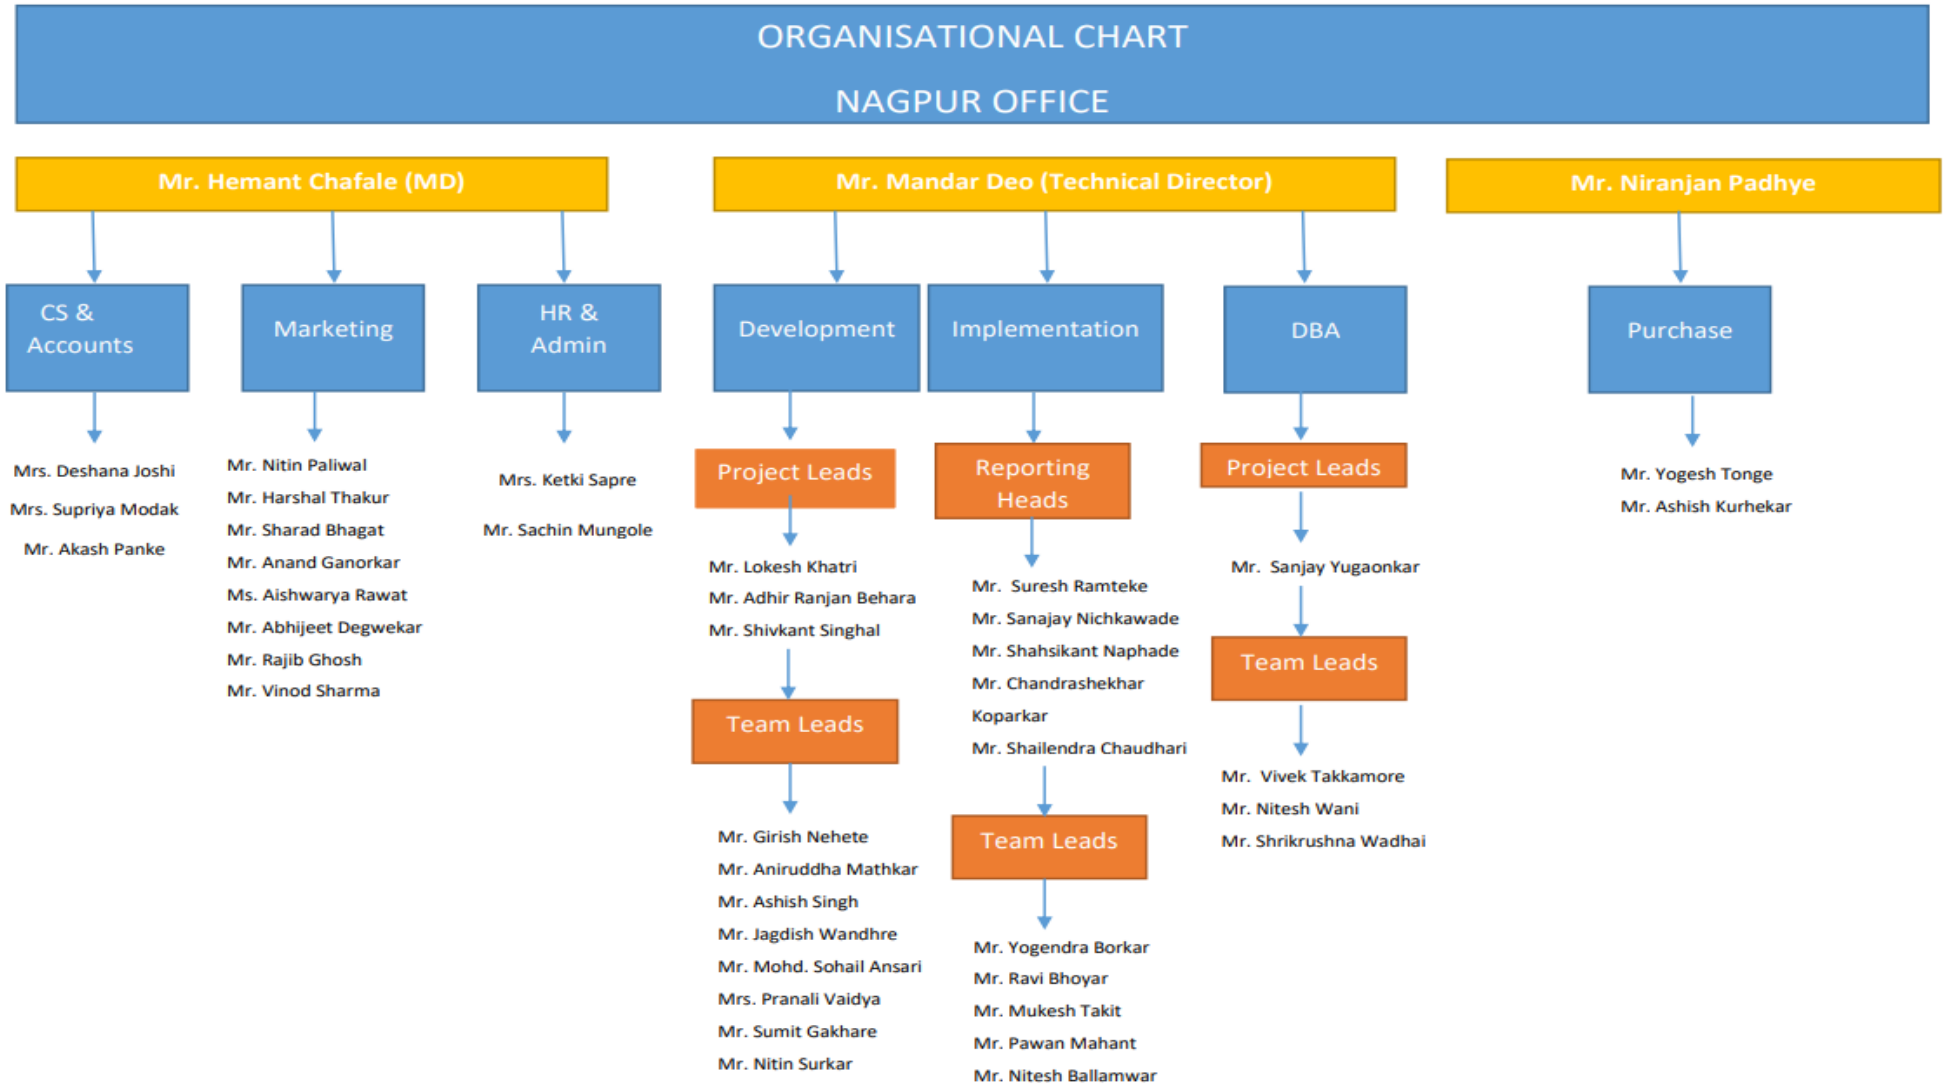 ORGANISATIONAL CHART
NAGPUR OFFICE
Mr. Hemant Chafale (MD)
CS &
Accounts
Mrs. Deshana Joshi
Mrs. Supriya Modak
Mr. Akash Panke
Marketing
Mr. Nitin Paliwal
Mr. Harshal Thakur
Mr. Sharad Bhagat
Mr. Anand Ganorkar
Ms. Aishwarya Rawat
Mr. Abhijeet Degwekar
Mr. Rajib Ghosh
Mr. Vinod Sharma
HR &
Admin
Mrs. Ketki Sapre
Mr. Sachin Mungole
Mr. Mandar Deo (Technical Director)
Development
Project Leads
Mr. Lokesh Khatri
Mr. Adhir Ranjan Behara
Mr. Shivkant Singhal
Team Leads
Mr. Girish Nehete
Mr. Aniruddha Mathkar
Mr. Ashish Singh
Mr. Jagdish Wandhre
Mr. Mohd. Sohail Ansari
Mrs. Pranali Vaidya
Mr. Sumit Gakhare
Mr. Nitin Surkar
Implementation
Reporting
Heads
Mr. Suresh Ramteke
Mr. Sanajay Nichkawade
Mr. Shahsikant Naphade
Mr. Chandrashekhar
Koparkar
Mr. Shailendra Chaudhari
Team Leads
Mr. Yogendra Borkar
Mr. Ravi Bhoyar
Mr. Mukesh Takit
Mr. Pawan Mahant
Mr. Nitesh Ballamwar
DBA
Project Leads
Mr. Sanjay Yugaonkar
Team Leads
Mr. Vivek Takkamore
Mr. Nitesh Wani
Mr. Shrikrushna Wadhai
Mr. Niranjan Padhye
Purchase
Mr. Yogesh Tonge
Mr. Ashish Kurhekar